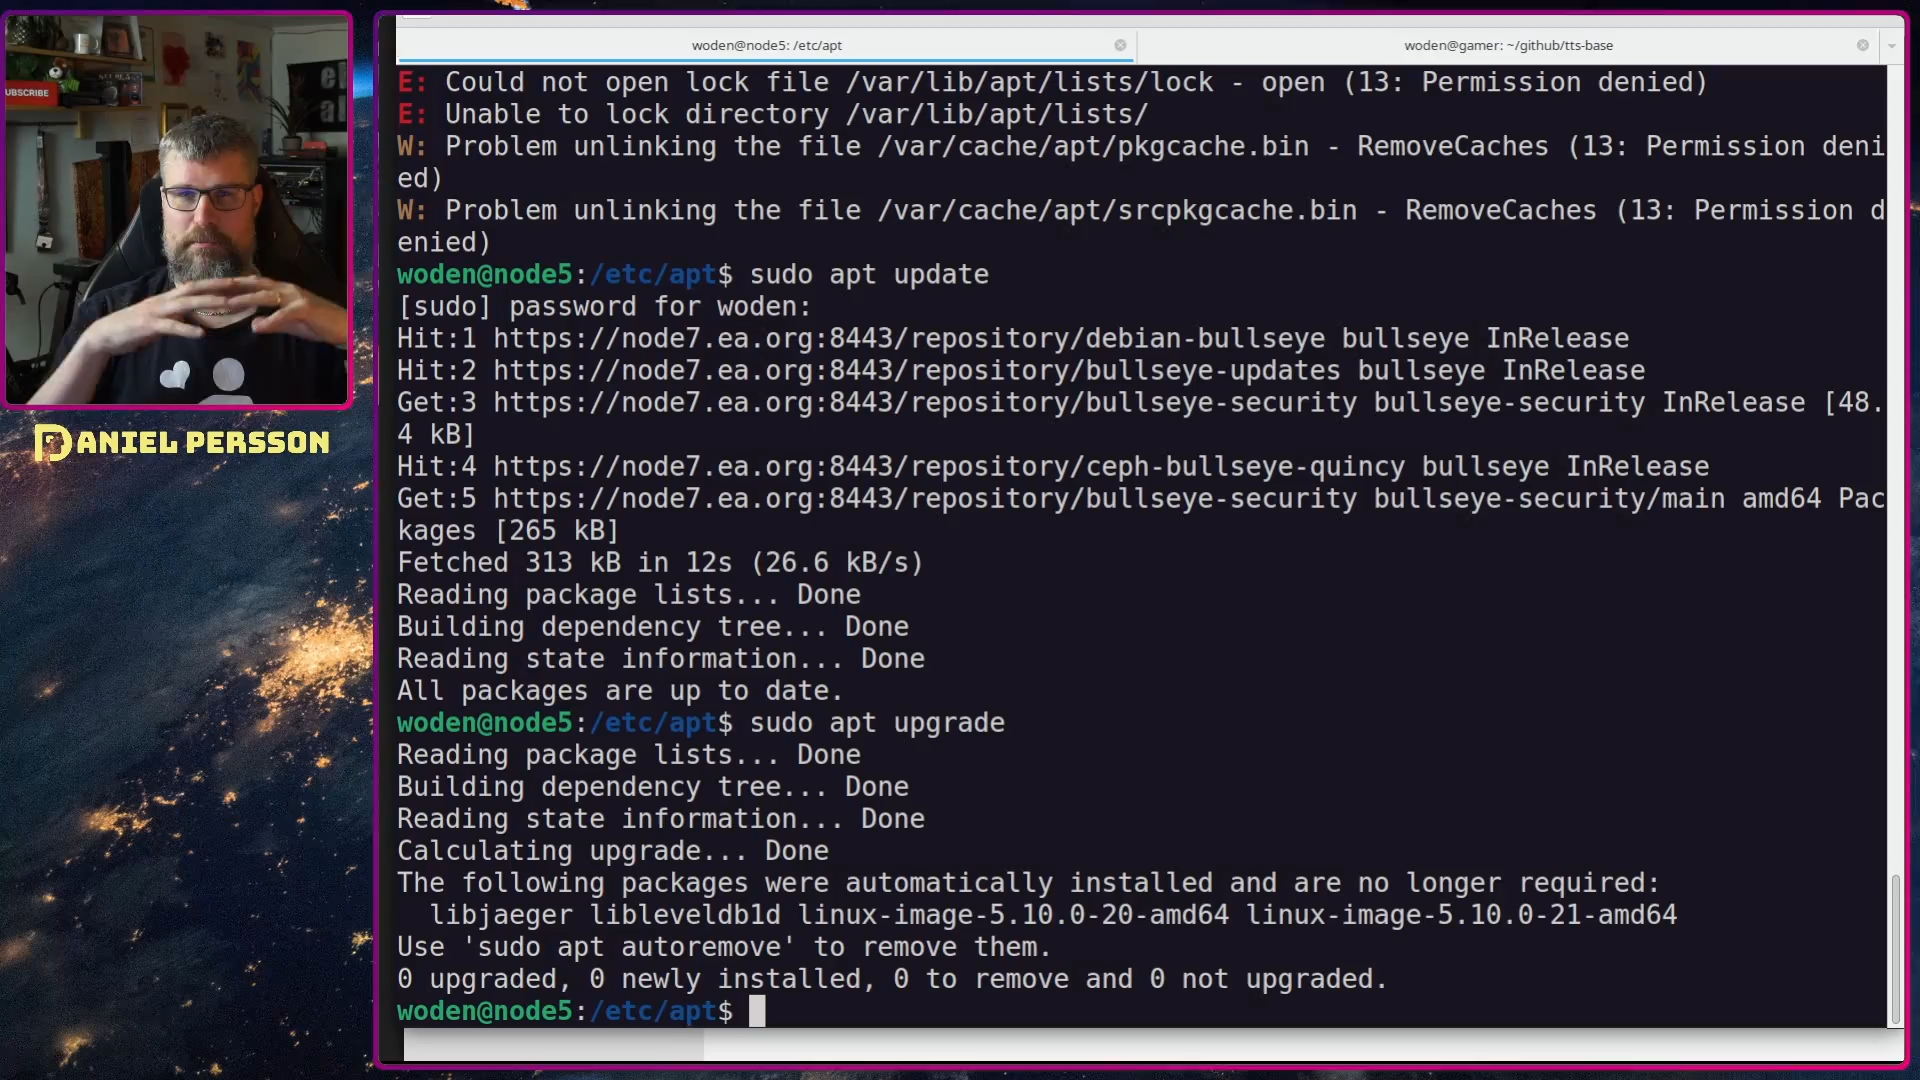 woden@node5: /etc/apt
woden@gamer: ~/github/tts-base
E: Could not open lock file /var/lib/apt/lists/lock - open (13: Permission denied)
E: Unable to lock directory /var/lib/apt/lists/
W: Problem unlinking the file /var/cache/apt/pkgcache.bin - RemoveCaches (13: Permission deni
ed)
W: Problem unlinking the file /var/cache/apt/srcpkgcache.bin - RemoveCaches (13: Permission d
enied)
woden@node5:/etc/apt$ sudo apt update
[sudo] password for woden:
Hit:1 https://node7.ea.org:8443/repository/debian-bullseye bullseye InRelease
Hit:2 https://node7.ea.org:8443/repository/bullseye-updates bullseye InRelease
Get:3 https://node7.ea.org:8443/repository/bullseye-security bullseye-security InRelease [48.
4 kB]
Hit:4 https://node7.ea.org:8443/repository/ceph-bullseye-quincy bullseye InRelease
Get:5 https://node7.ea.org:8443/repository/bullseye-security bullseye-security/main amd64 Pac
kages [265 kB]
Fetched 313 kB in 12s (26.6 kB/s)
Reading package lists... Done
Building dependency tree... Done
Reading state information... Done
All packages are up to date.
woden@node5:/etc/apt$ sudo apt upgrade
Reading package lists... Done
Building dependency tree... Done
Reading state information... Done
Calculating upgrade... Done
The following packages were automatically installed and are no longer required:
  libjaeger libleveldb1d linux-image-5.10.0-20-amd64 linux-image-5.10.0-21-amd64
Use 'sudo apt autoremove' to remove them.
0 upgraded, 0 newly installed, 0 to remove and 0 not upgraded.
woden@node5:/etc/apt$
UBSCRIBE
DANIEL PERSSON